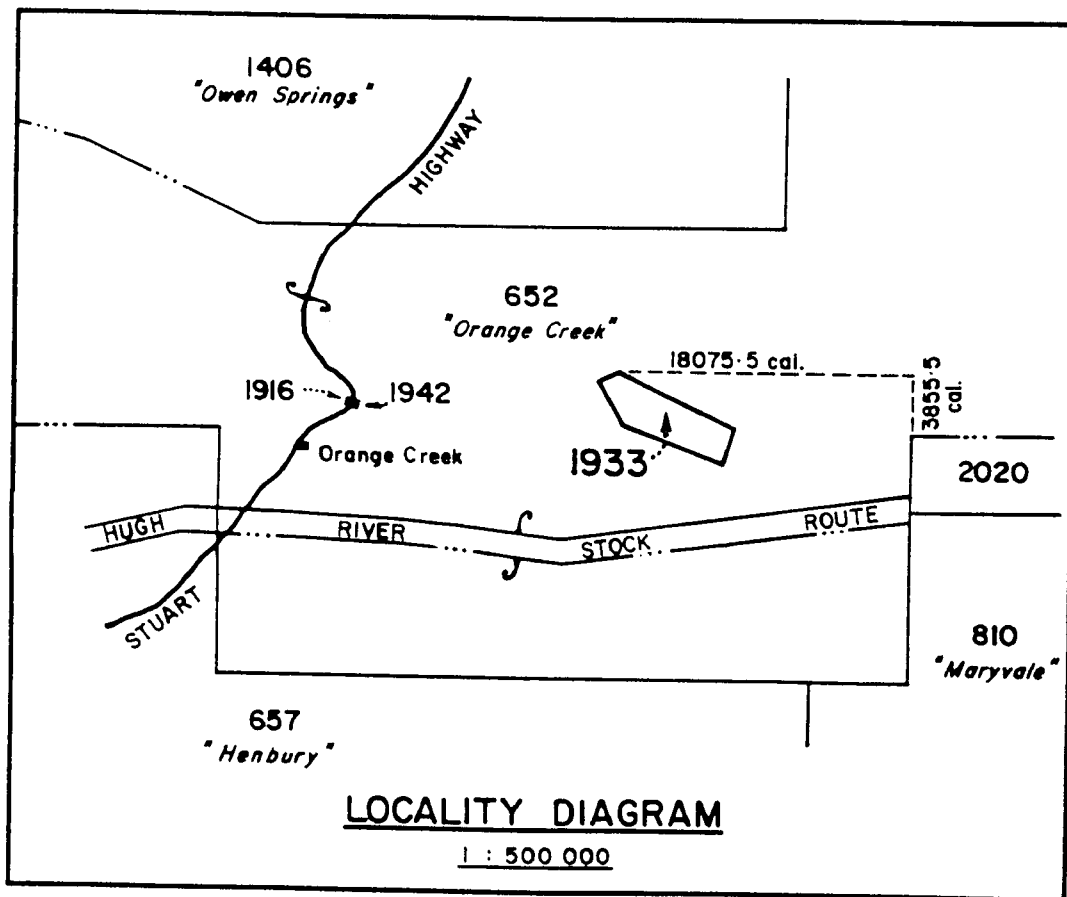 1406
"Owen Springs"
HIGHWAY
652
"Orange Creek"
18075·5 cal.
3855·5
cal.
1916
1942
Orange Creek
1933
2020
HUGH RIVER STOCK ROUTE
STUART
810
"Maryvale"
657
"Henbury"
LOCALITY DIAGRAM
1 : 500 000